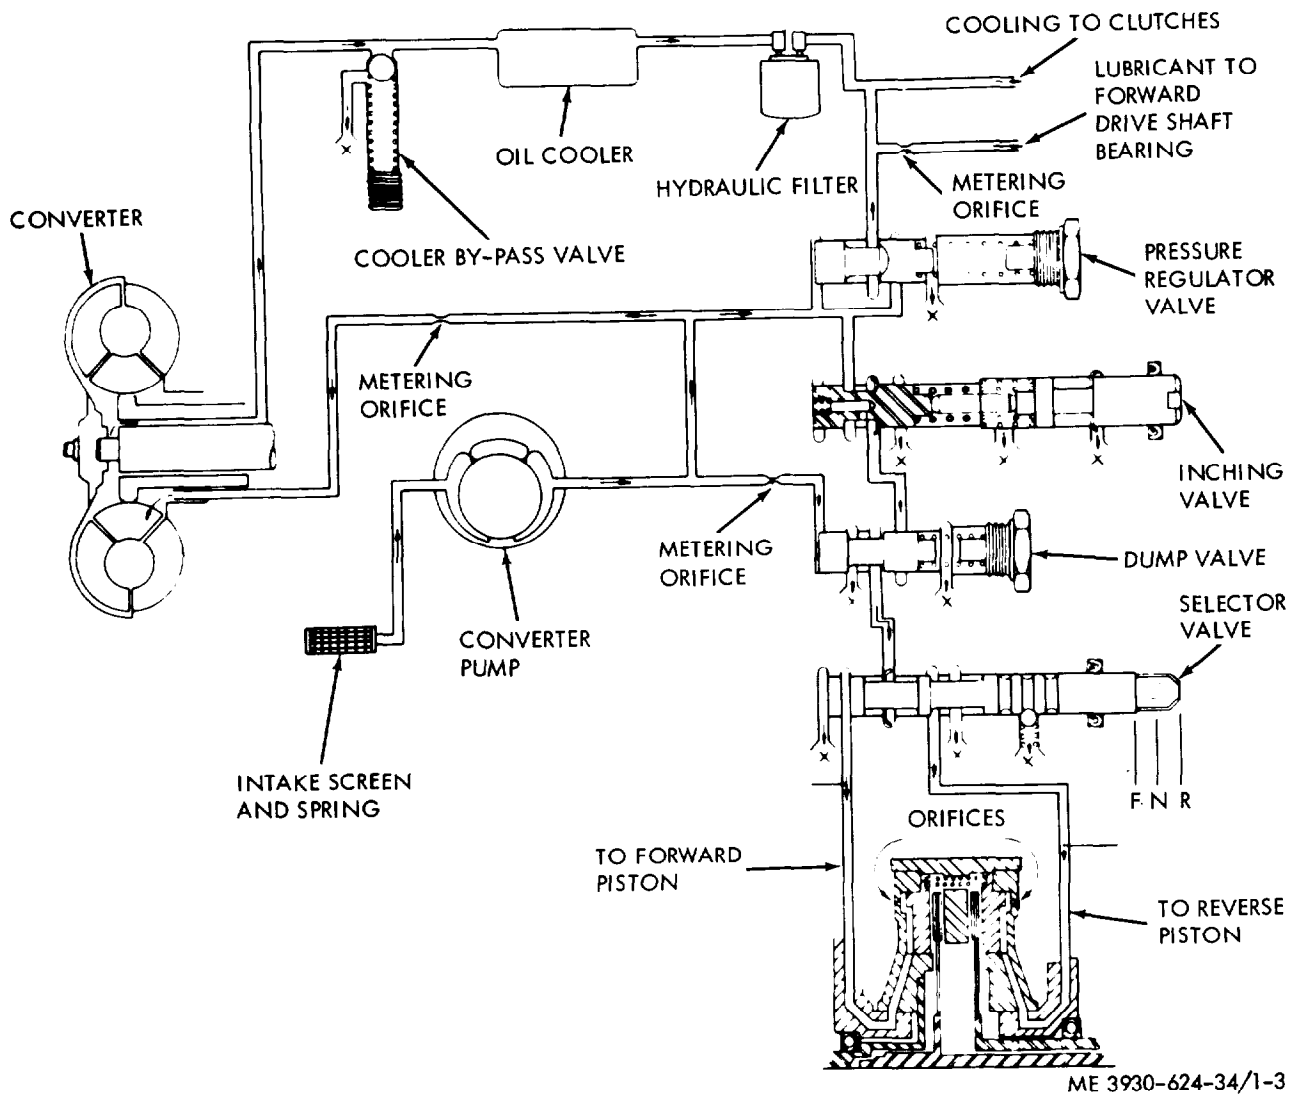 COOLING TO CLUTCHES
LUBRICANT TO
FORWARD
DRIVE SHAFT
BEARING
OIL COOLER
HYDRAULIC FILTER
METERING
ORIFICE
CONVERTER
COOLER BY-PASS VALVE
PRESSURE
REGULATOR
VALVE
METERING
ORIFICE
INCHING
VALVE
METERING
ORIFICE
DUMP VALVE
SELECTOR
VALVE
CONVERTER
PUMP
INTAKE SCREEN
AND SPRING
F N R
ORIFICES
TO FORWARD
PISTON
TO REVERSE
PISTON
ME 3930-624-34/1-3